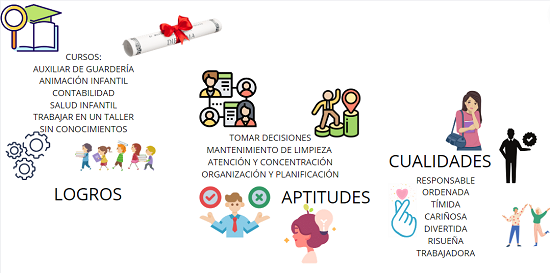 DIPLOMA
CURSOS:
AUXILIAR DE GUARDERÍA
ANIMACIÓN INFANTIL
CONTABILIDAD
SALUD INFANTIL
TRABAJAR EN UN TALLER
SIN CONOCIMIENTOS
LOGROS
TOMAR DECISIONES
MANTENIMIENTO DE LIMPIEZA
ATENCIÓN Y CONCENTRACIÓN
ORGANIZACIÓN Y PLANIFICACIÓN
APTITUDES
CUALIDADES
RESPONSABLE
ORDENADA
TÍMIDA
CARIÑOSA
DIVERTIDA
RISUEÑA
TRABAJADORA